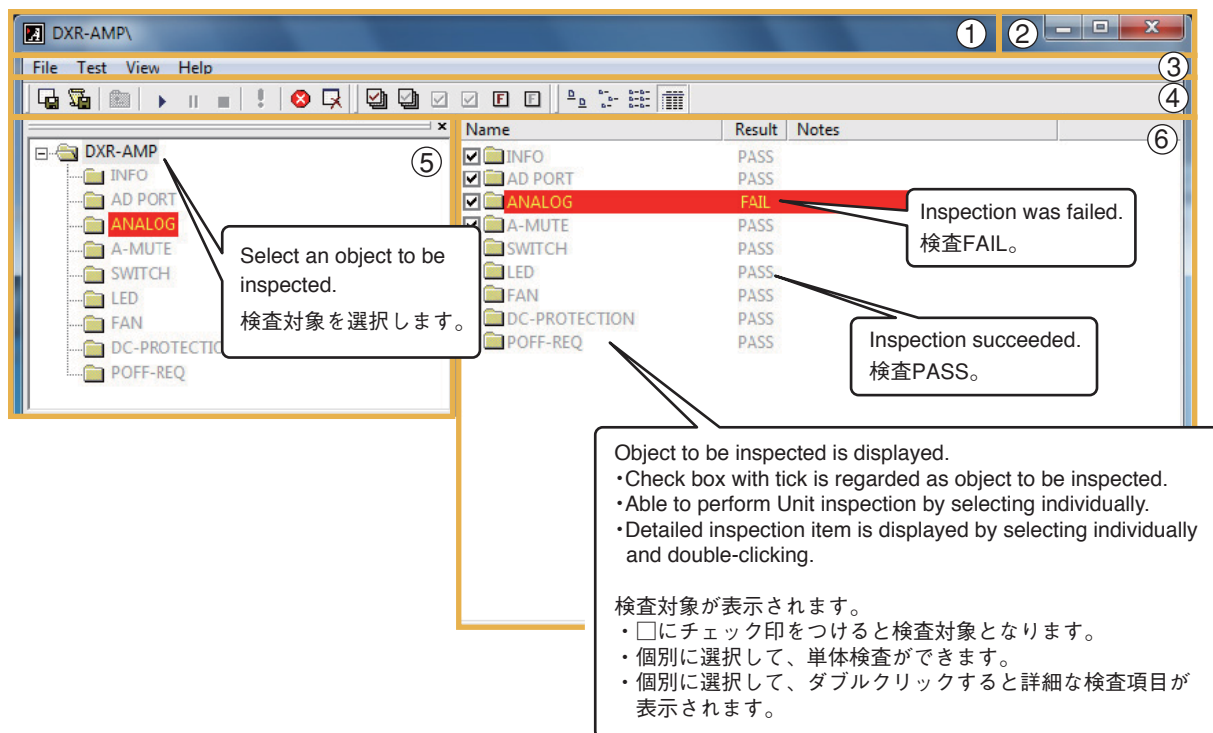 DXR-AMP\
①
②
File Test View Help
③
④
⑤
DXR-AMP
INFO
AD PORT
ANALOG
A-MUTE
SWITCH
LED
FAN
DC-PROTECTIO
POFF-REQ
Select an object to be
inspected.
検査対象を選択します。
Name Result Notes
⑥
INFO PASS
AD PORT PASS
ANALOG FAIL
A-MUTE PASS
SWITCH PASS
LED PASS
FAN PASS
DC-PROTECTION PASS
POFF-REQ PASS
Inspection was failed.
検査FAIL。
Inspection succeeded.
検査PASS。
Object to be inspected is displayed.
・Check box with tick is regarded as object to be inspected.
・Able to perform Unit inspection by selecting individually.
・Detailed inspection item is displayed by selecting individually
and double-clicking.
検査対象が表示されます。
・□にチェック印をつけると検査対象となります。
・個別に選択して、単体検査ができます。
・個別に選択して、ダブルクリックすると詳細な検査項目が
表示されます。